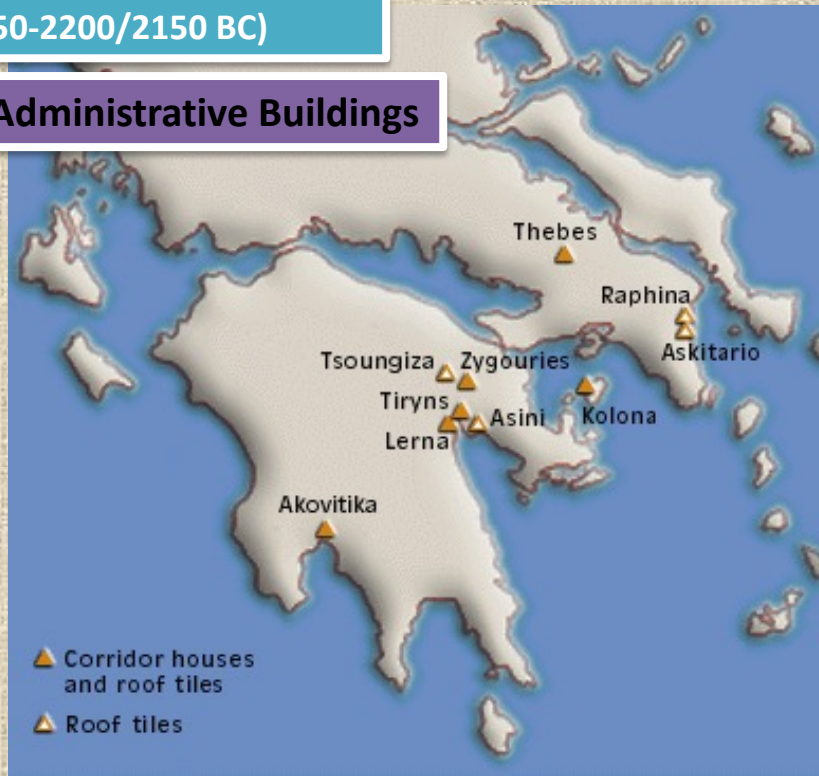 50-2200/2150 BC)
Administrative Buildings
Thebes
Raphina
Askitario
Tsoungiza Zygouries
Tiryns
Asini Kolona
Lerna
Akovitika
Corridor houses
and roof tiles
Roof tiles